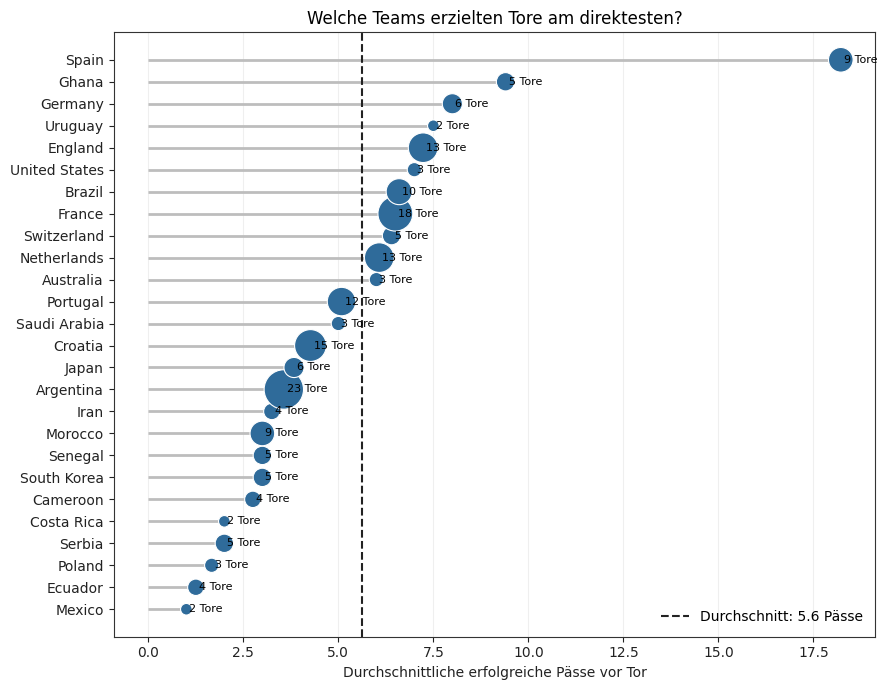 Welche Teams erzielten Tore am direktesten?
Spain 9 Tore
Ghana 5 Tore
Germany 6 Tore
Uruguay 2 Tore
England 13 Tore
United States 3 Tore
Brazil 10 Tore
France 18 Tore
Switzerland 5 Tore
Netherlands 13 Tore
Australia 3 Tore
Portugal 12 Tore
Saudi Arabia 3 Tore
Croatia 15 Tore
Japan 6 Tore
Argentina 23 Tore
Iran 4 Tore
Morocco 9 Tore
Senegal 5 Tore
South Korea 5 Tore
Cameroon 4 Tore
Costa Rica 2 Tore
Serbia 5 Tore
Poland 3 Tore
Ecuador 4 Tore
Mexico 2 Tore
Durchschnitt: 5.6 Pässe
0.0 2.5 5.0 7.5 10.0 12.5 15.0 17.5
Durchschnittliche erfolgreiche Pässe vor Tor